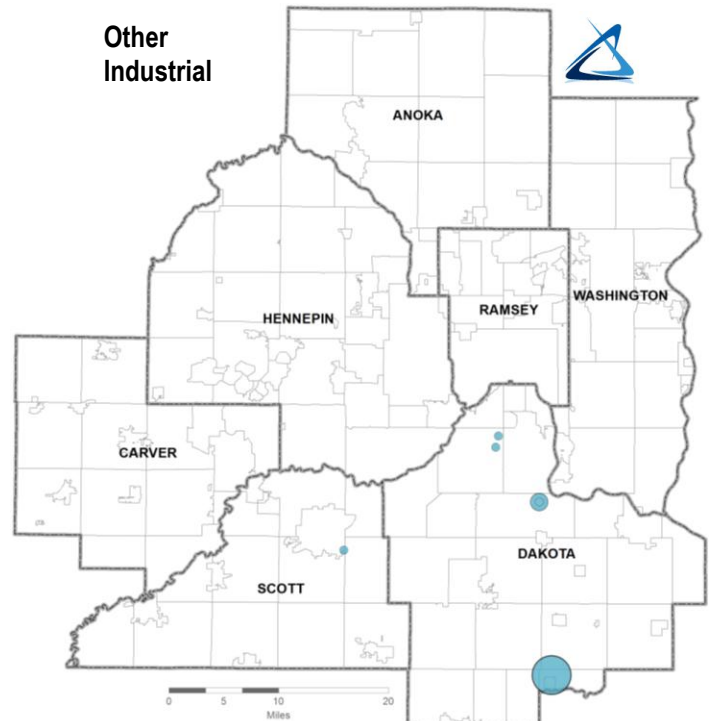 Other
Industrial
ANOKA
HENNEPIN
RAMSEY
WASHINGTON
CARVER
SCOTT
DAKOTA
0 5 10 20
Miles